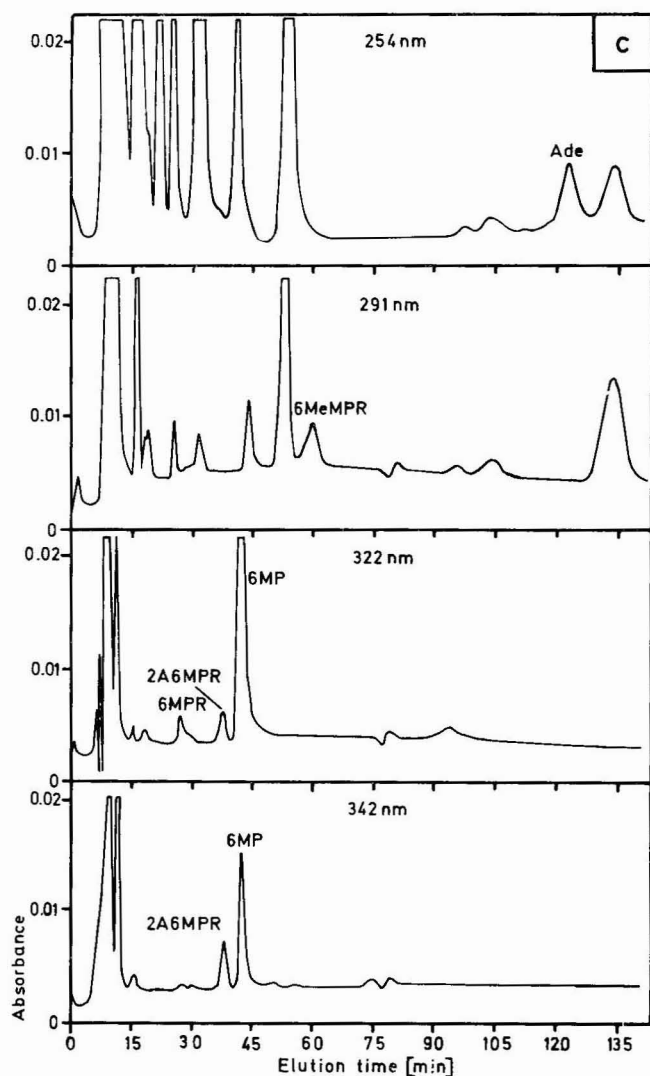 C
254 nm
0.02
0.01
0
Ade
291 nm
0.02
0.01
0
6MeMPR
322 nm
0.02
0.01
0
6MP
2A6MPR
6MPR
342 nm
0.02
0.01
0
6MP
2A6MPR
Absorbance
0 15 30 45 60 75 90 105 120 135
Elution time [min]